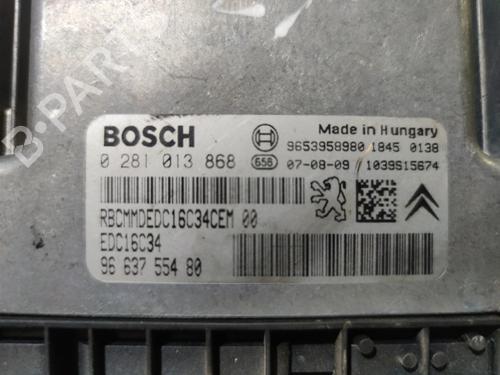 B-PARTS
BOSCH
Made in Hungary
9653958980 1845 0138
0 281 013 868
658
07-08-09
1039S15674
RBCMMDEDC16C34CEM 00
EDC16C34
96 637 554 80